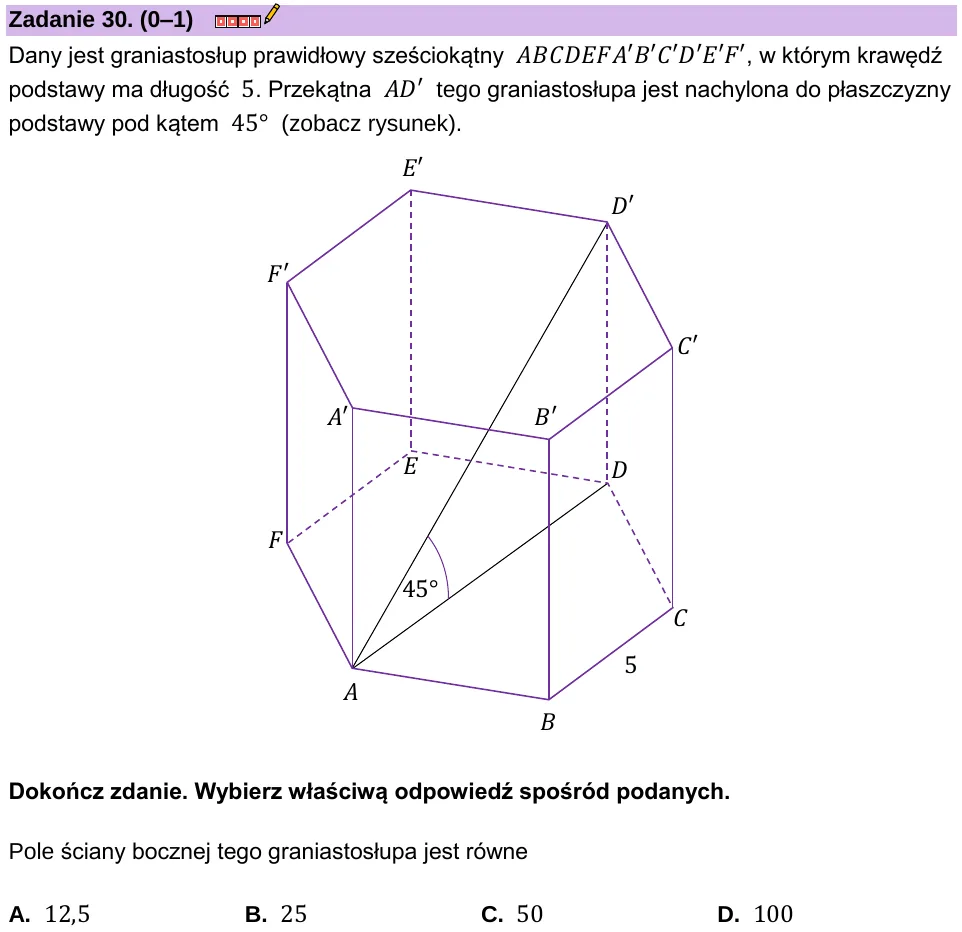 Zadanie 30. (0–1)
Dany jest graniastosłup prawidłowy sześciokątny ABCDEFA′B′C′D′E′F′, w którym krawędź
podstawy ma długość 5. Przekątna AD′ tego graniastosłupa jest nachylona do płaszczyzny
podstawy pod kątem 45° (zobacz rysunek).
E′
D′
F′
C′
A′
B′
E
D
F
45°
C
5
A
B
Dokończ zdanie. Wybierz właściwą odpowiedź spośród podanych.
Pole ściany bocznej tego graniastosłupa jest równe
A. 12,5 B. 25 C. 50 D. 100